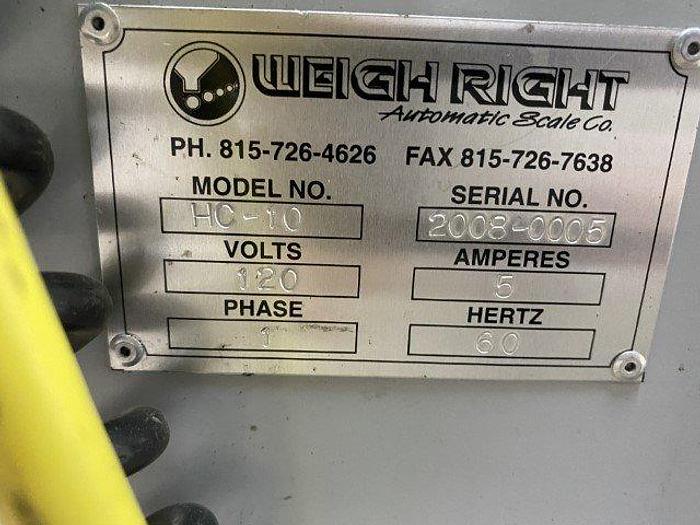 WEIGH RIGHT
Automatic Scale Co.
PH. 815-726-4626 FAX 815-726-7638
MODEL NO. SERIAL NO.
HC-10 2008-0005
VOLTS AMPERES
120 5
PHASE HERTZ
1 60